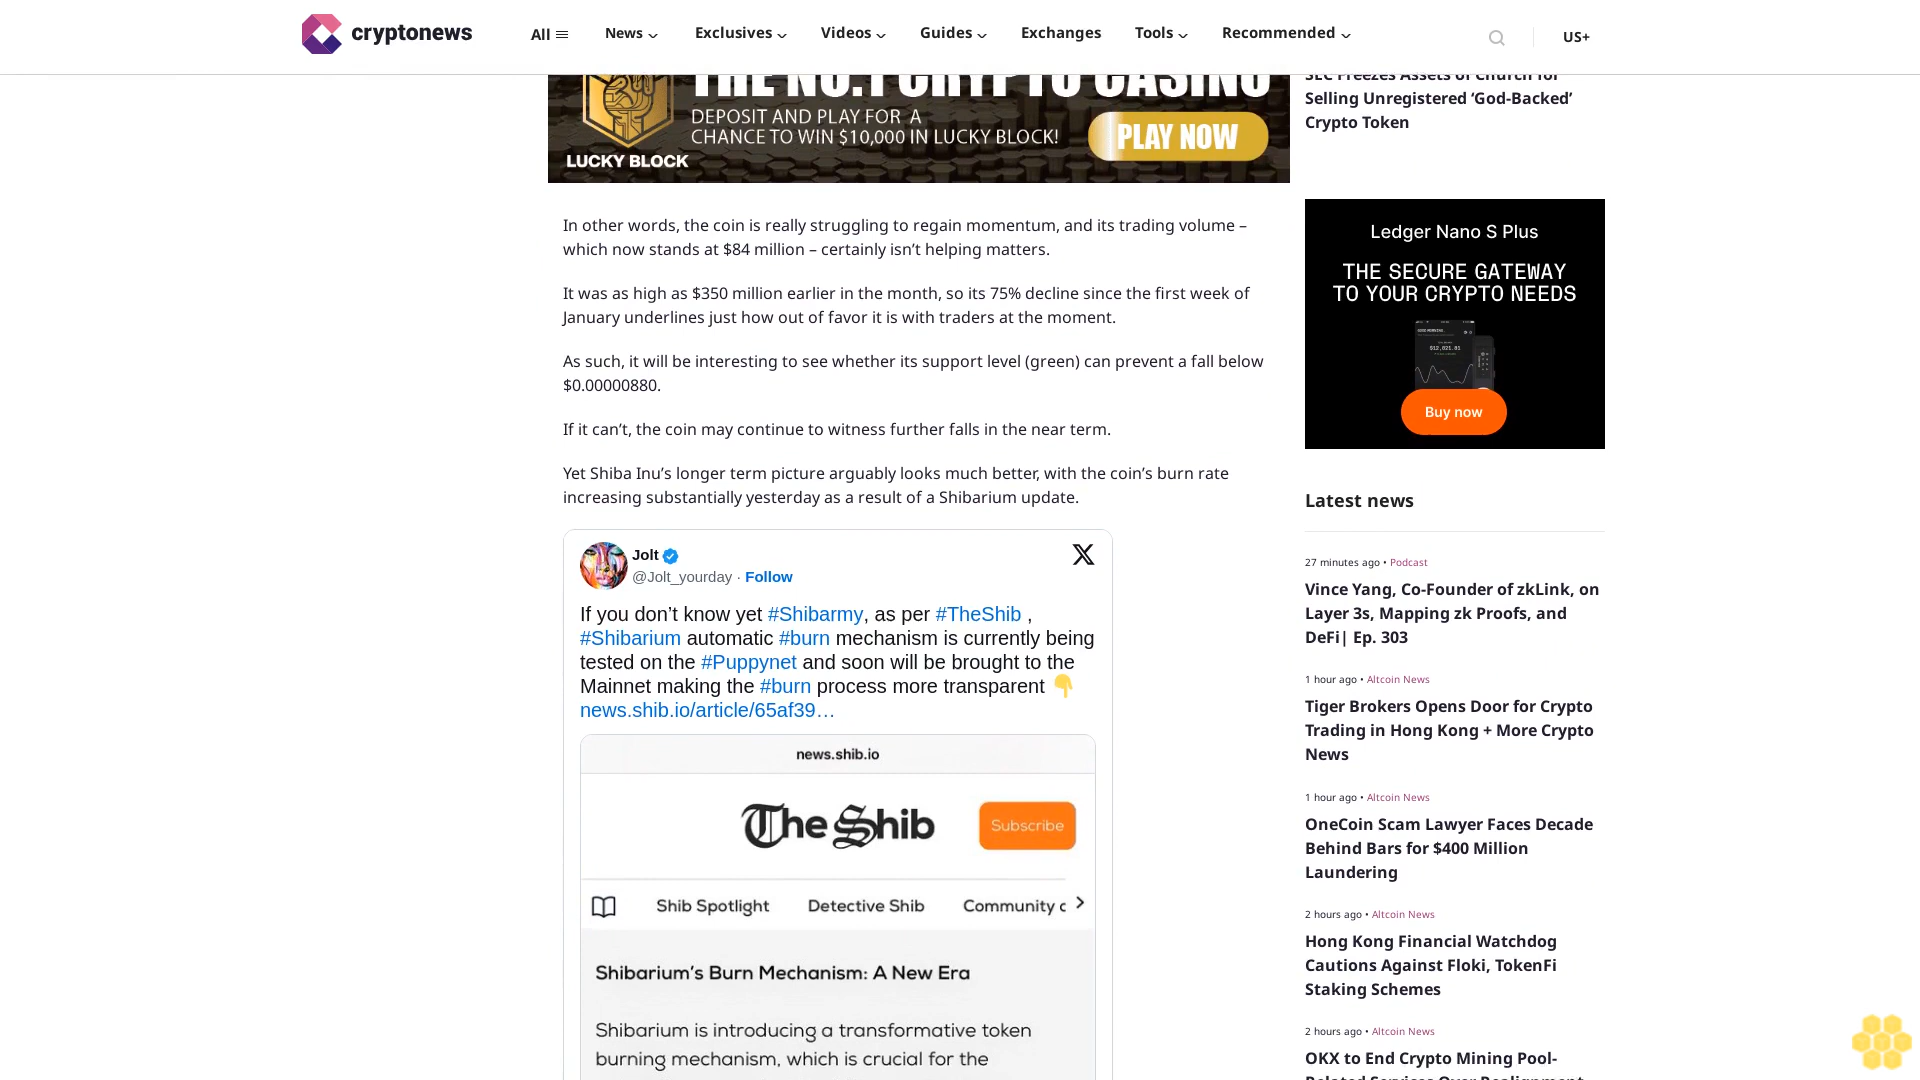 cryptonews
All
News
Exclusives
Videos
Guides
Exchanges
Tools
Recommended
US+
THE NO.1 CRYPTO CASINO
DEPOSIT AND PLAY FOR A
CHANCE TO WIN $10,000 IN LUCKY BLOCK!
PLAY NOW
LUCKY BLOCK
In other words, the coin is really struggling to regain momentum, and its trading volume –
which now stands at $84 million – certainly isn’t helping matters.
It was as high as $350 million earlier in the month, so its 75% decline since the first week of
January underlines just how out of favor it is with traders at the moment.
As such, it will be interesting to see whether its support level (green) can prevent a fall below
$0.00000880.
If it can’t, the coin may continue to witness further falls in the near term.
Yet Shiba Inu’s longer term picture arguably looks much better, with the coin’s burn rate
increasing substantially yesterday as a result of a Shibarium update.
Jolt
@Jolt_yourday · Follow
If you don’t know yet #Shibarmy, as per #TheShib ,
#Shibarium automatic #burn mechanism is currently being
tested on the #Puppynet and soon will be brought to the
Mainnet making the #burn process more transparent 👇
news.shib.io/article/65af39…
news.shib.io
The Shib
Subscribe
Shib Spotlight
Detective Shib
Community c
Shibarium’s Burn Mechanism: A New Era
Shibarium is introducing a transformative token
burning mechanism, which is crucial for the
SEC Freezes Assets of Church for
Selling Unregistered ‘God-Backed’
Crypto Token
Ledger Nano S Plus
THE SECURE GATEWAY
TO YOUR CRYPTO NEEDS
$12,021.81
Buy now
Latest news
27 minutes ago • Podcast
Vince Yang, Co-Founder of zkLink, on
Layer 3s, Mapping zk Proofs, and
DeFi| Ep. 303
1 hour ago • Altcoin News
Tiger Brokers Opens Door for Crypto
Trading in Hong Kong + More Crypto
News
1 hour ago • Altcoin News
OneCoin Scam Lawyer Faces Decade
Behind Bars for $400 Million
Laundering
2 hours ago • Altcoin News
Hong Kong Financial Watchdog
Cautions Against Floki, TokenFi
Staking Schemes
2 hours ago • Altcoin News
OKX to End Crypto Mining Pool-
Related Services Over Realignment